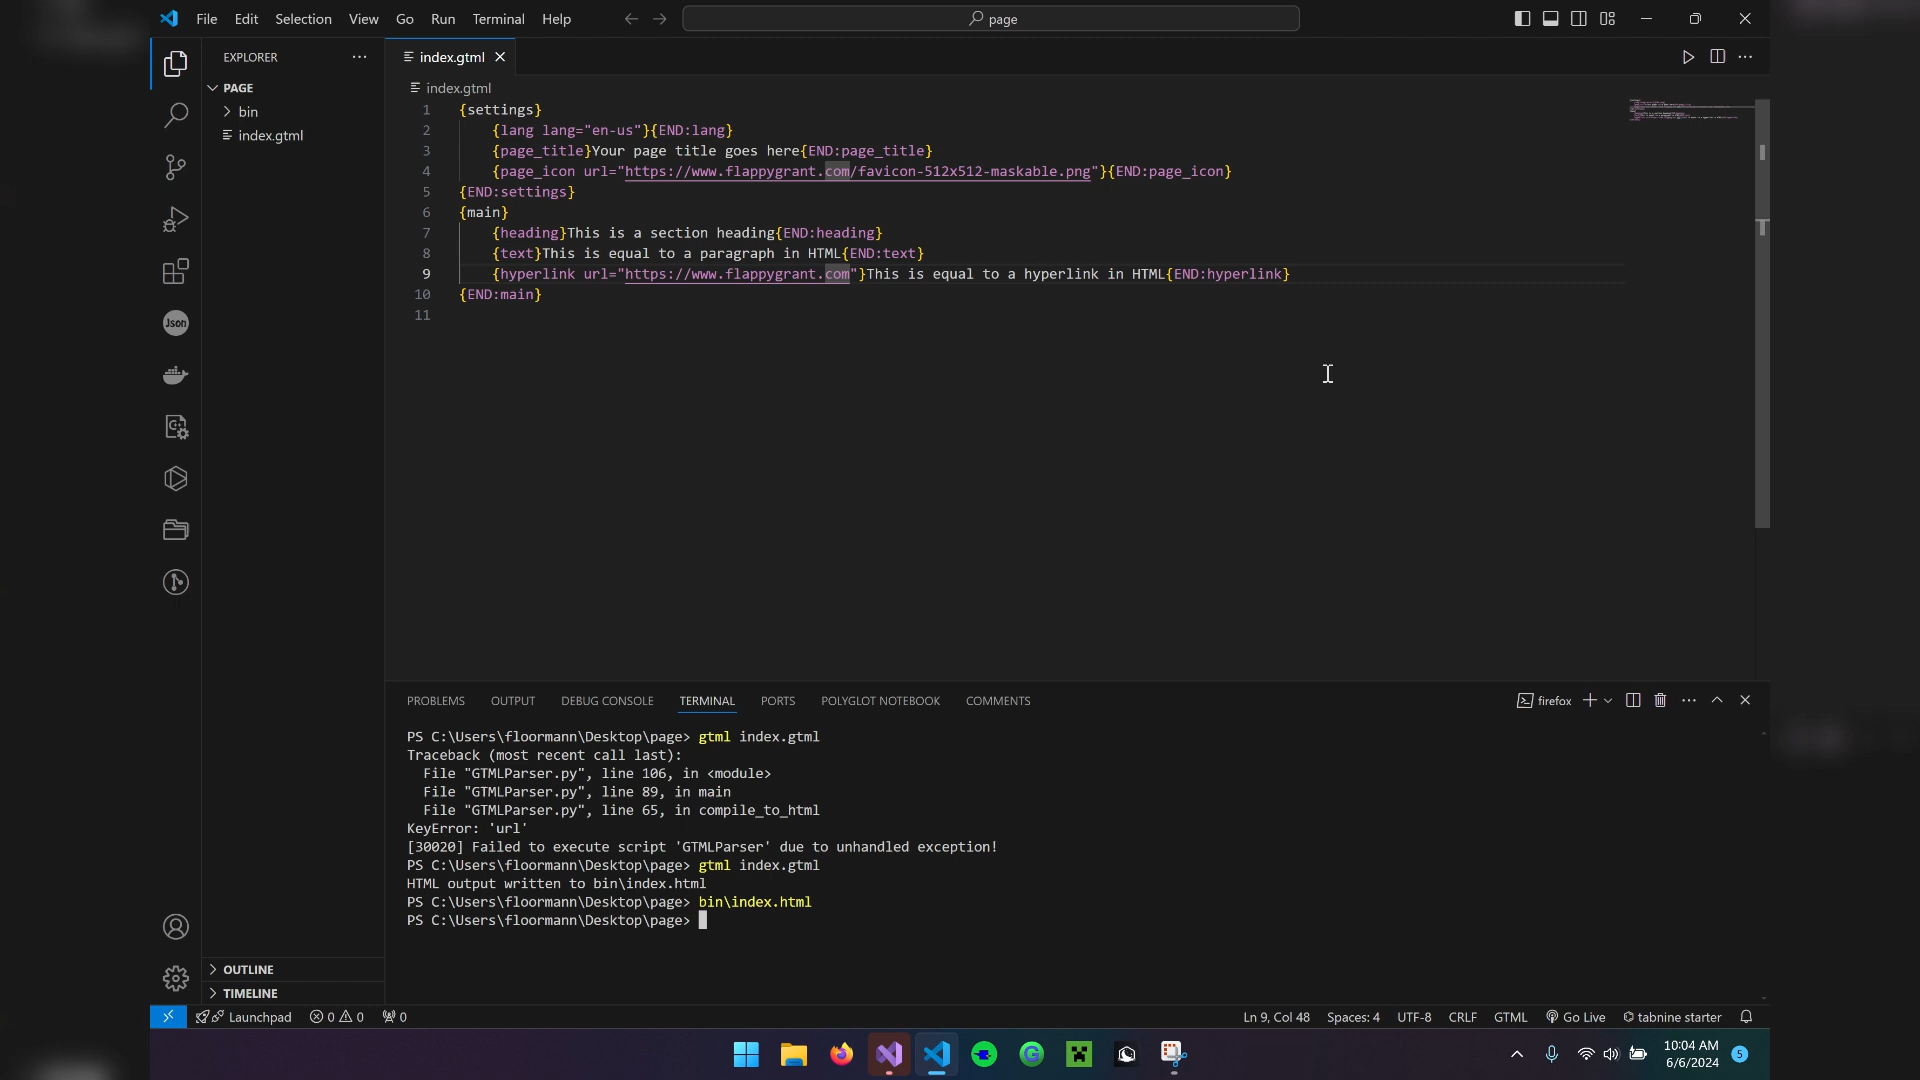 File Edit Selection View Go Run Terminal Help
page
EXPLORER
PAGE
bin
index.gtml
OUTLINE
TIMELINE
Json
index.gtml
index.gtml
1 {settings}
2 {lang lang="en-us"}{END:lang}
3 {page_title}Your page title goes here{END:page_title}
4 {page_icon url="https://www.flappygrant.com/favicon-512x512-maskable.png"}{END:page_icon}
5 {END:settings}
6 {main}
7 {heading}This is a section heading{END:heading}
8 {text}This is equal to a paragraph in HTML{END:text}
9 {hyperlink url="https://www.flappygrant.com"}This is equal to a hyperlink in HTML{END:hyperlink}
10 {END:main}
11
PROBLEMS OUTPUT DEBUG CONSOLE TERMINAL PORTS POLYGLOT NOTEBOOK COMMENTS
firefox
PS C:\Users\floormann\Desktop\page> gtml index.gtml
Traceback (most recent call last):
File "GTMLParser.py", line 106, in <module>
File "GTMLParser.py", line 89, in main
File "GTMLParser.py", line 65, in compile_to_html
KeyError: 'url'
[30020] Failed to execute script 'GTMLParser' due to unhandled exception!
PS C:\Users\floormann\Desktop\page> gtml index.gtml
HTML output written to bin\index.html
PS C:\Users\floormann\Desktop\page> bin\index.html
PS C:\Users\floormann\Desktop\page>
Launchpad 0 0 0
Ln 9, Col 48 Spaces: 4 UTF-8 CRLF GTML Go Live tabnine starter
10:04 AM
6/6/2024
5